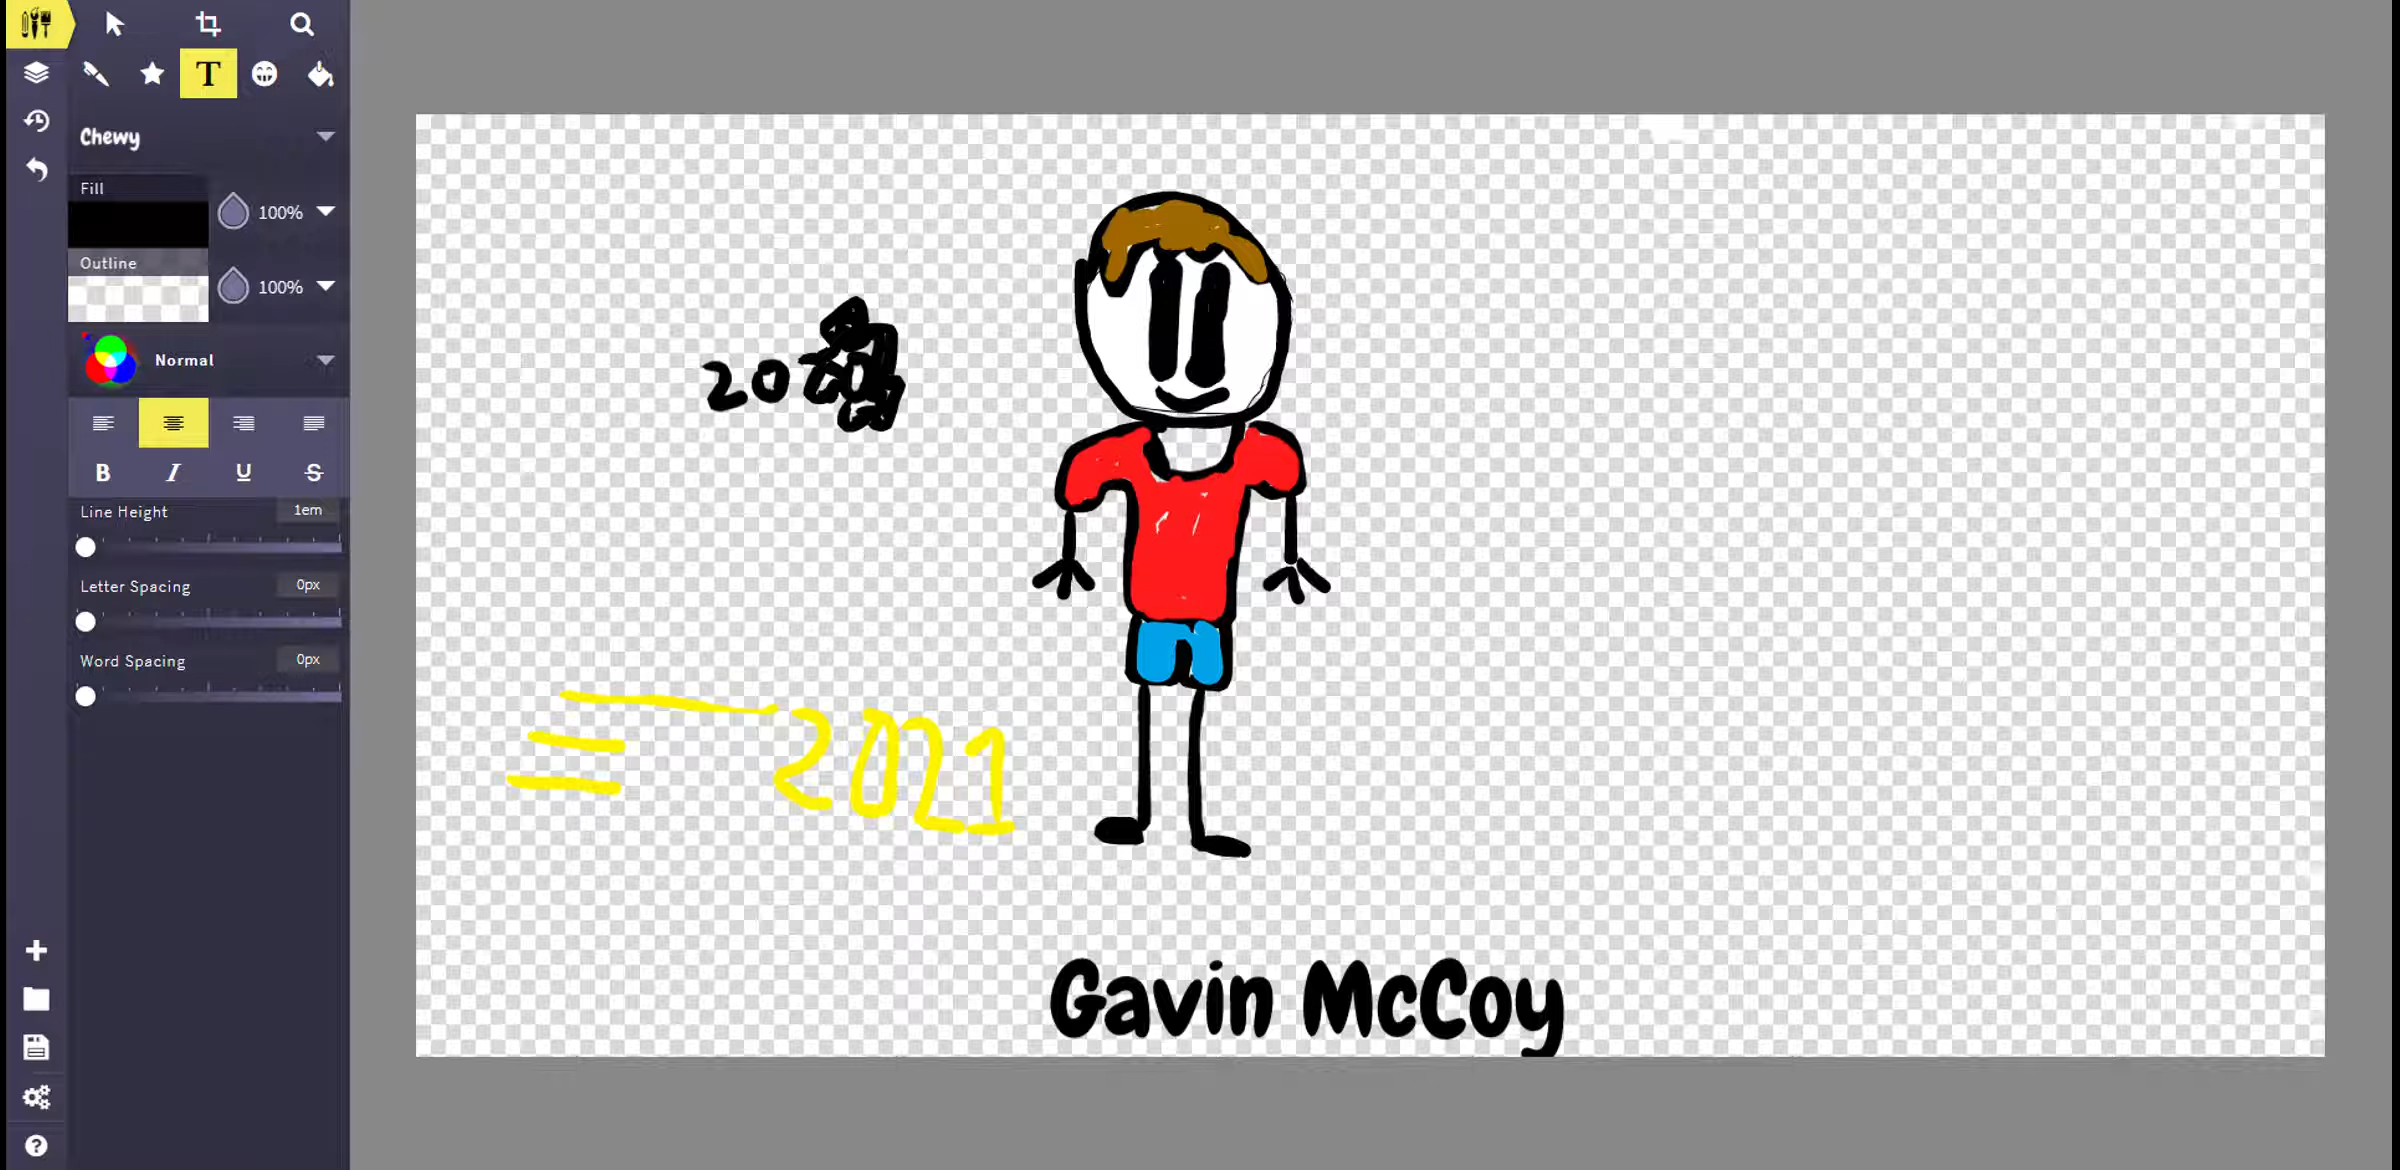 T
Chewy
Fill
100%
Outline
100%
Normal
B I U S
Line Height 1em
Letter Spacing 0px
Word Spacing 0px
20
2021
Gavin McCoy